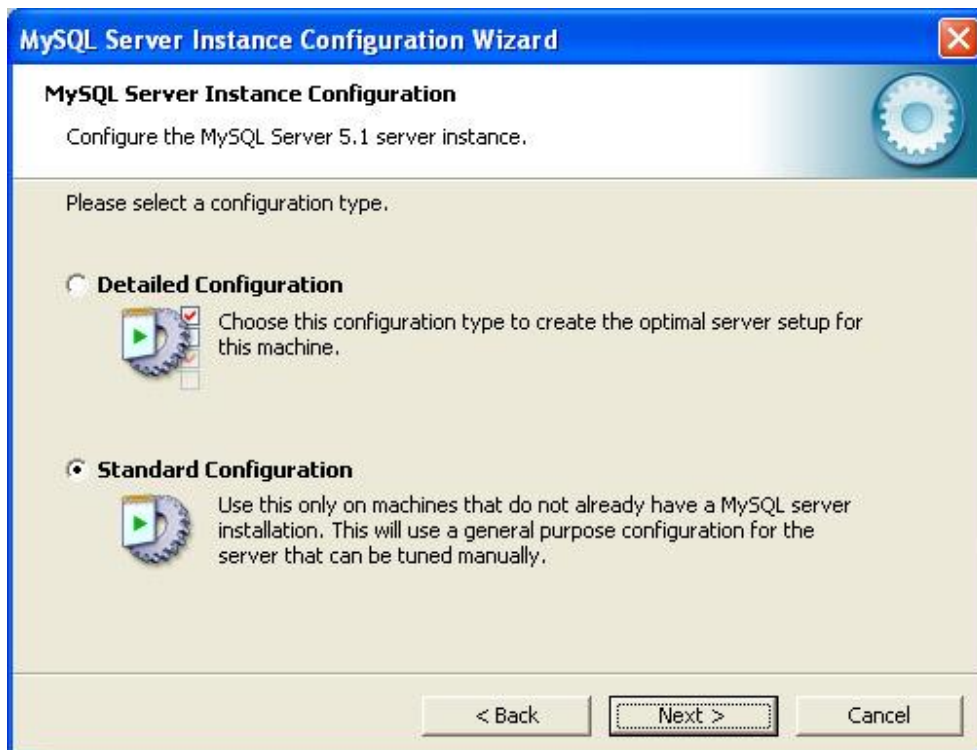 MySQL Server Instance Configuration Wizard
MySQL Server Instance Configuration
Configure the MySQL Server 5.1 server instance.
Please select a configuration type.
Detailed Configuration
Choose this configuration type to create the optimal server setup for
this machine.
Standard Configuration
Use this only on machines that do not already have a MySQL server
installation. This will use a general purpose configuration for the
server that can be tuned manually.
< Back
Next >
Cancel